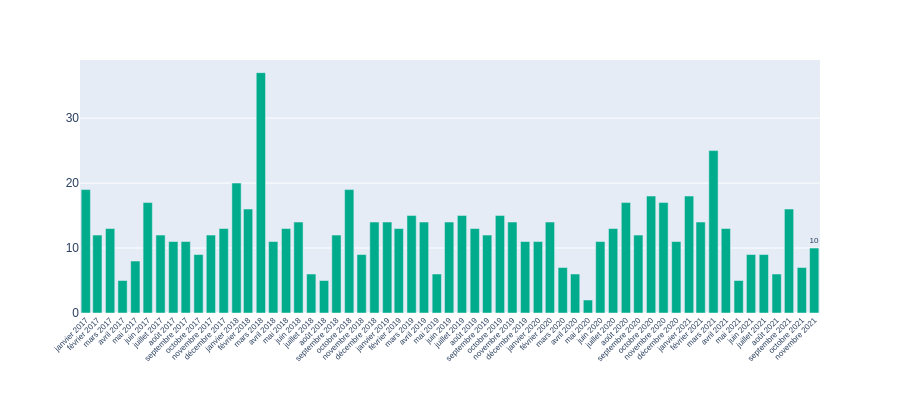 30
20
10
0
10
janvier 2017
février 2017
mars 2017
avril 2017
mai 2017
juin 2017
juillet 2017
août 2017
septembre 2017
octobre 2017
novembre 2017
décembre 2017
janvier 2018
février 2018
mars 2018
avril 2018
mai 2018
juin 2018
juillet 2018
août 2018
septembre 2018
octobre 2018
novembre 2018
décembre 2018
janvier 2019
février 2019
mars 2019
avril 2019
mai 2019
juin 2019
juillet 2019
août 2019
septembre 2019
octobre 2019
novembre 2019
décembre 2019
janvier 2020
février 2020
mars 2020
avril 2020
mai 2020
juin 2020
juillet 2020
août 2020
septembre 2020
octobre 2020
novembre 2020
décembre 2020
janvier 2021
février 2021
mars 2021
avril 2021
mai 2021
juin 2021
juillet 2021
août 2021
septembre 2021
octobre 2021
novembre 2021